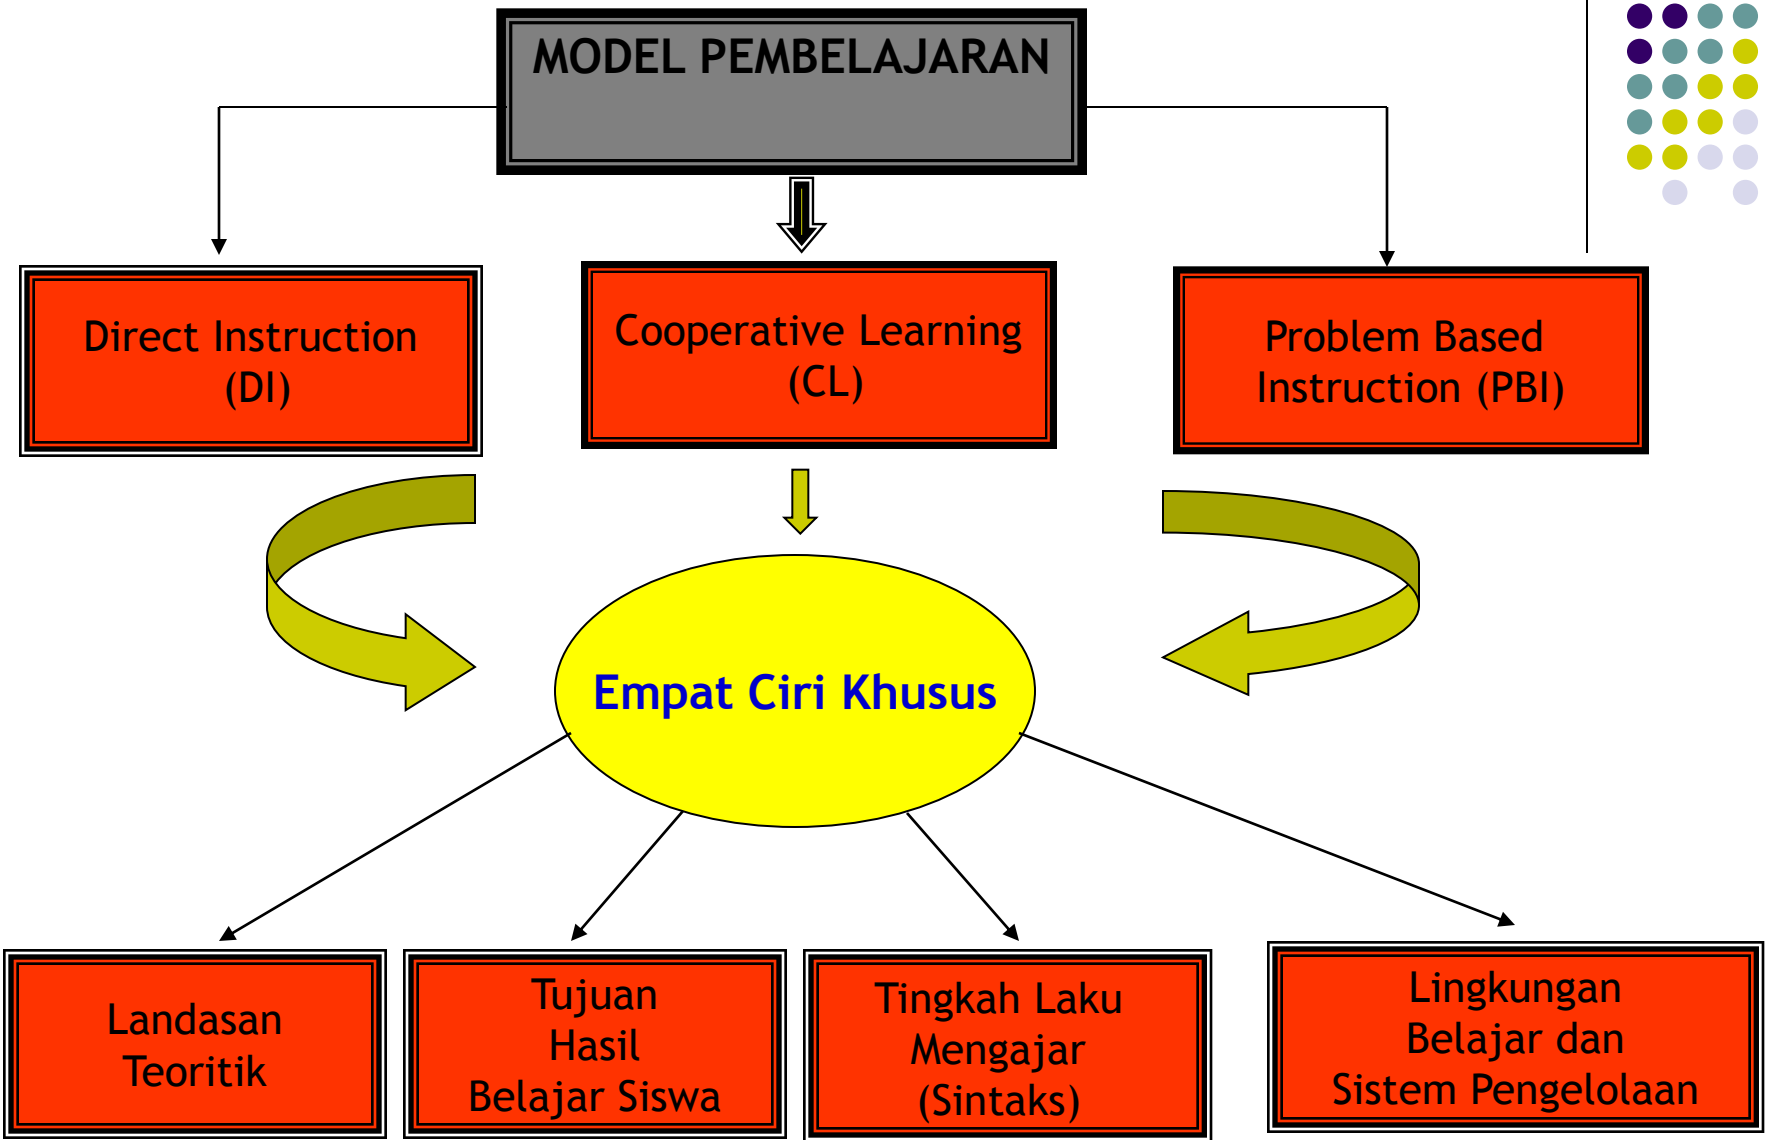 MODEL PEMBELAJARAN
Direct Instruction
(DI)
Cooperative Learning
(CL)
Problem Based
Instruction (PBI)
Empat Ciri Khusus
Landasan
Teoritik
Tujuan
Hasil
Belajar Siswa
Tingkah Laku
Mengajar
(Sintaks)
Lingkungan
Belajar dan
Sistem Pengelolaan